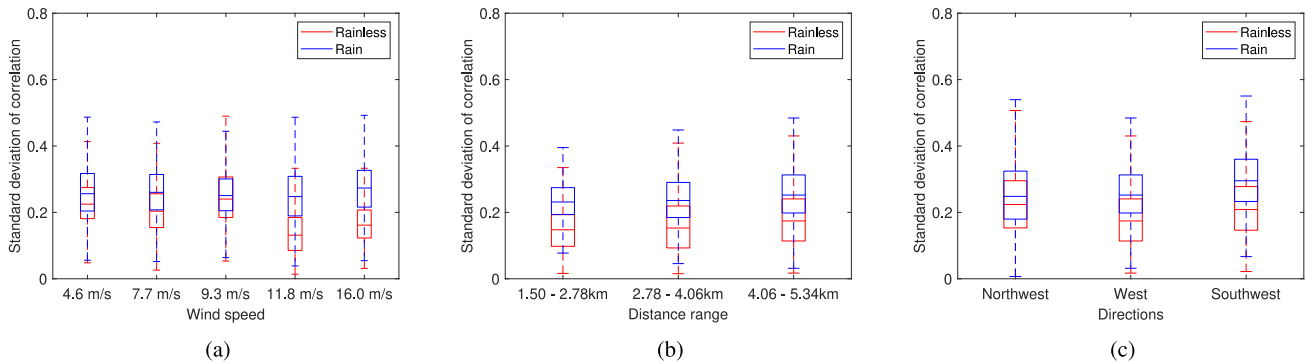 0.8
0.6
0.4
0.2
0
Standard deviation of correlation
Rainless
Rain
4.6 m/s 7.7 m/s 9.3 m/s 11.8 m/s 16.0 m/s
Wind speed
(a)
0.8
0.6
0.4
0.2
0
Standard deviation of correlation
Rainless
Rain
1.50 - 2.78km 2.78 - 4.06km 4.06 - 5.34km
Distance range
(b)
0.8
0.6
0.4
0.2
0
Standard deviation of correlation
Rainless
Rain
Northwest West Southwest
Directions
(c)